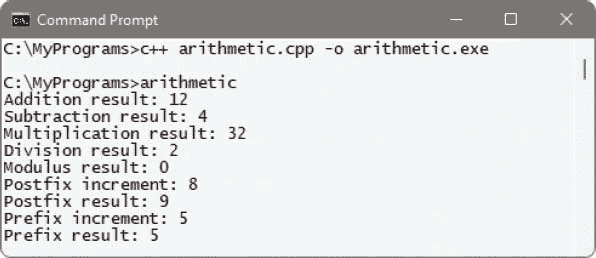 Command Prompt
C:\MyPrograms>c++ arithmetic.cpp -o arithmetic.exe
C:\MyPrograms>arithmetic
Addition result: 12
Subtraction result: 4
Multiplication result: 32
Division result: 2
Modulus result: 0
Postfix increment: 8
Postfix result: 9
Prefix increment: 5
Prefix result: 5